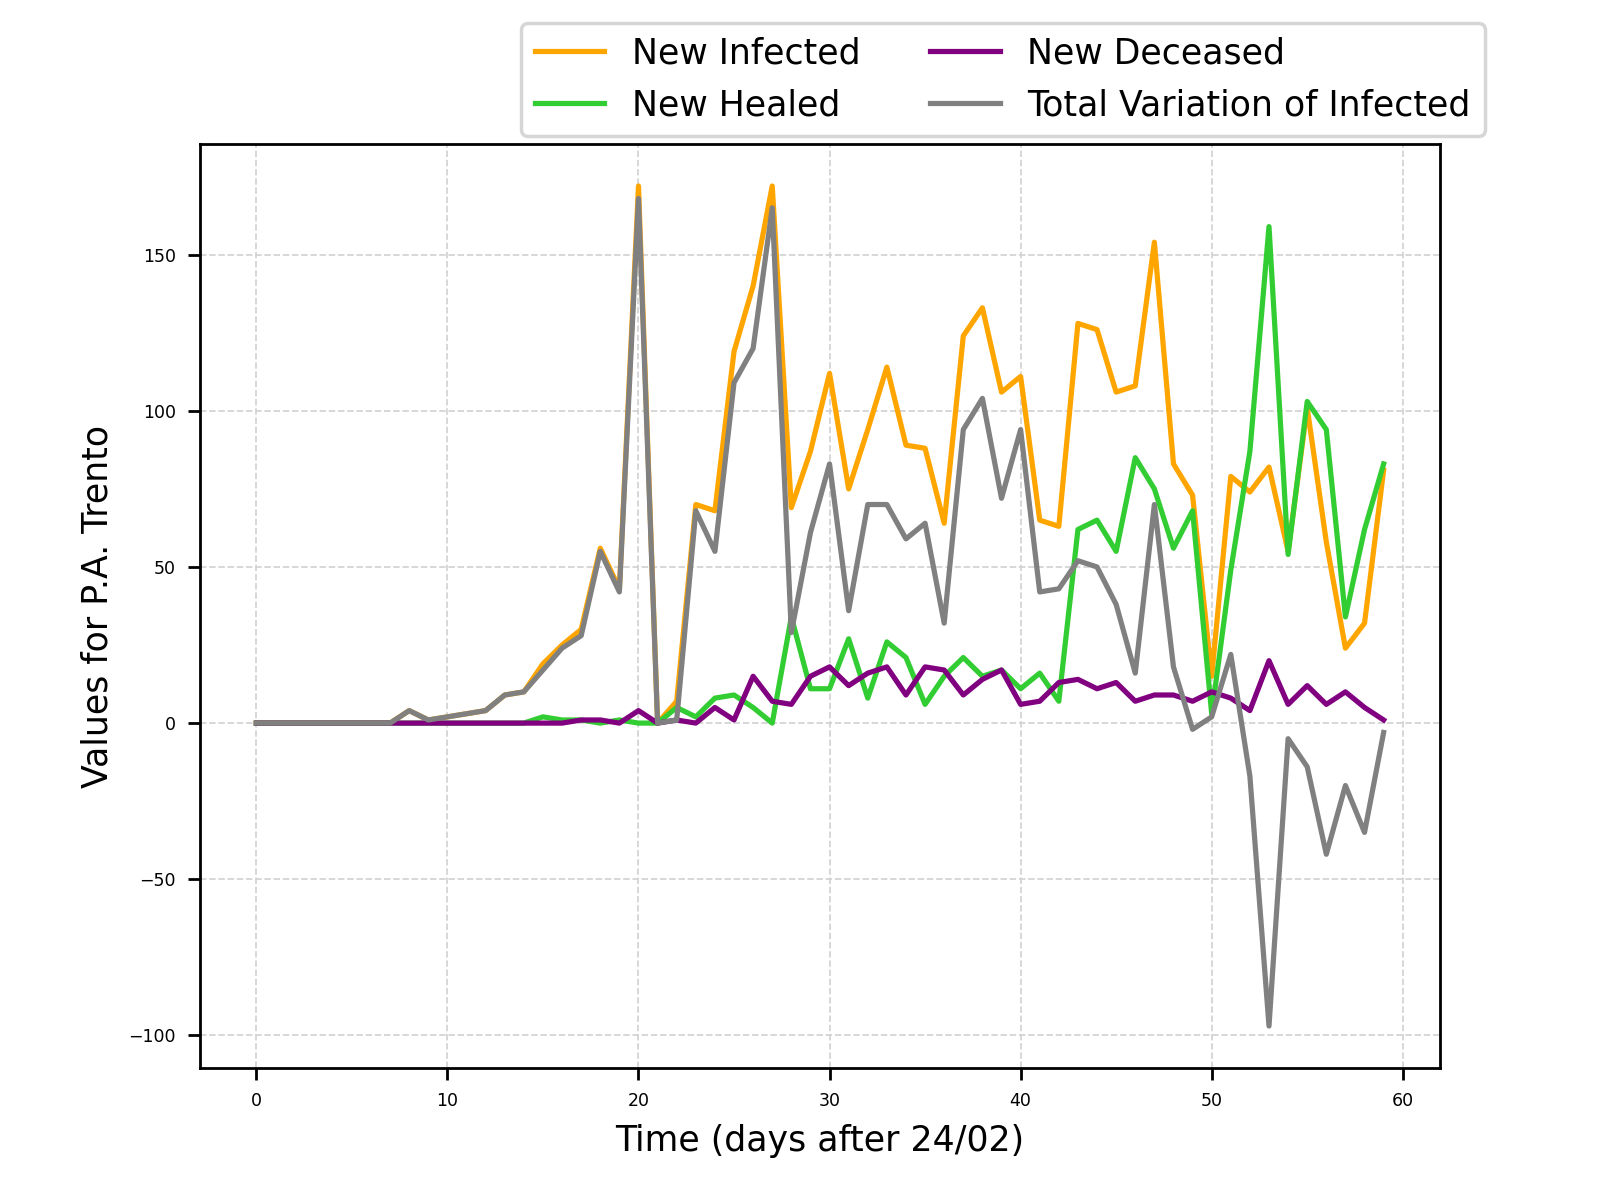 New Infected
New Healed
New Deceased
Total Variation of Infected
Values for P.A. Trento
150
100
50
0
−50
−100
0 10 20 30 40 50 60
Time (days after 24/02)